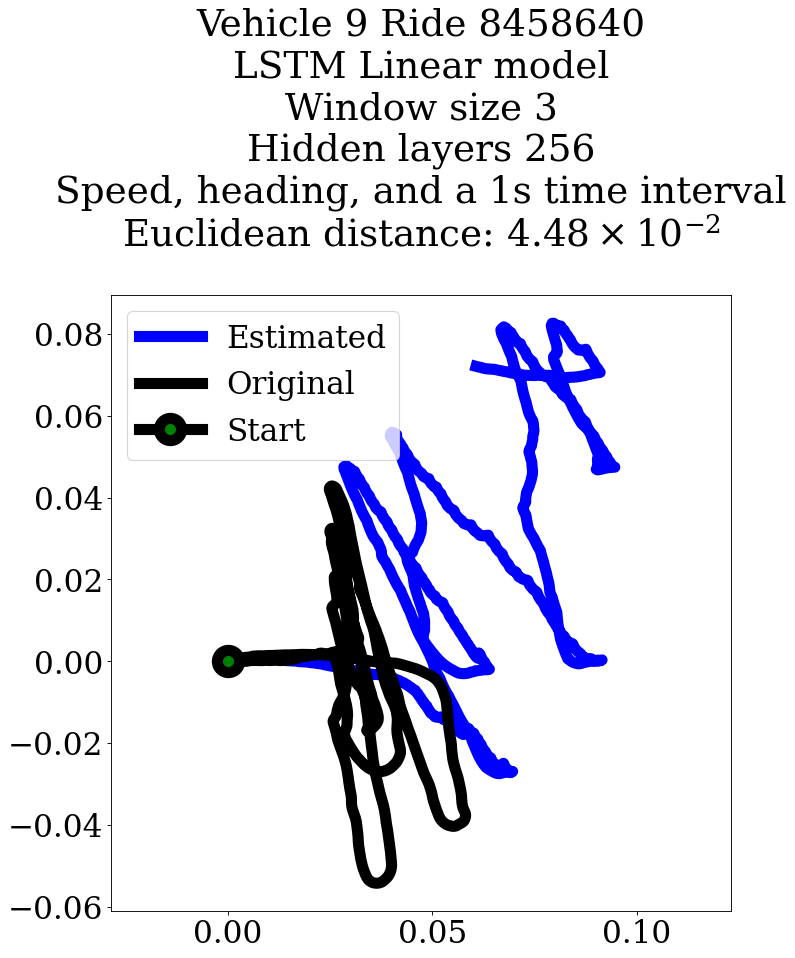 Vehicle 9 Ride 8458640
LSTM Linear model
Window size 3
Hidden layers 256
Speed, heading, and a 1s time interval
Euclidean distance: 4.48 × 10⁻²
Estimated
Original
Start
0.08
0.06
0.04
0.02
0.00
−0.02
−0.04
−0.06
0.00 0.05 0.10